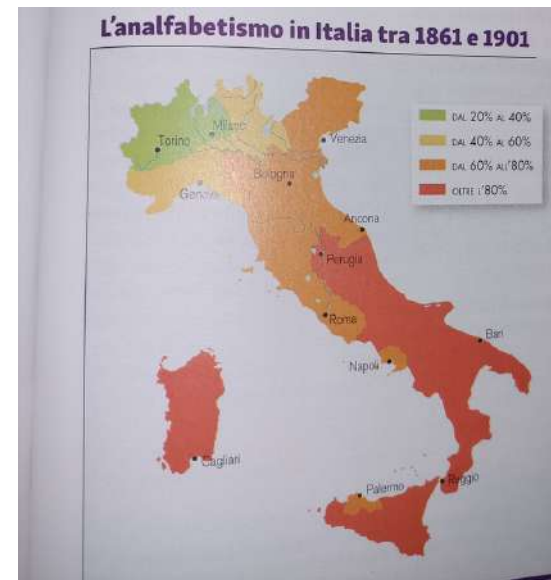 L'analfabetismo in Italia tra 1861 e 1901
DAL 20% AL 40%
DAL 40% AL 60%
DAL 60% ALL'80%
OLTRE L'80%
Milano
Torino
Venezia
Bologna
Genova
Ancona
Perugia
Roma
Bari
Napoli
Cagliari
Palermo
Reggio